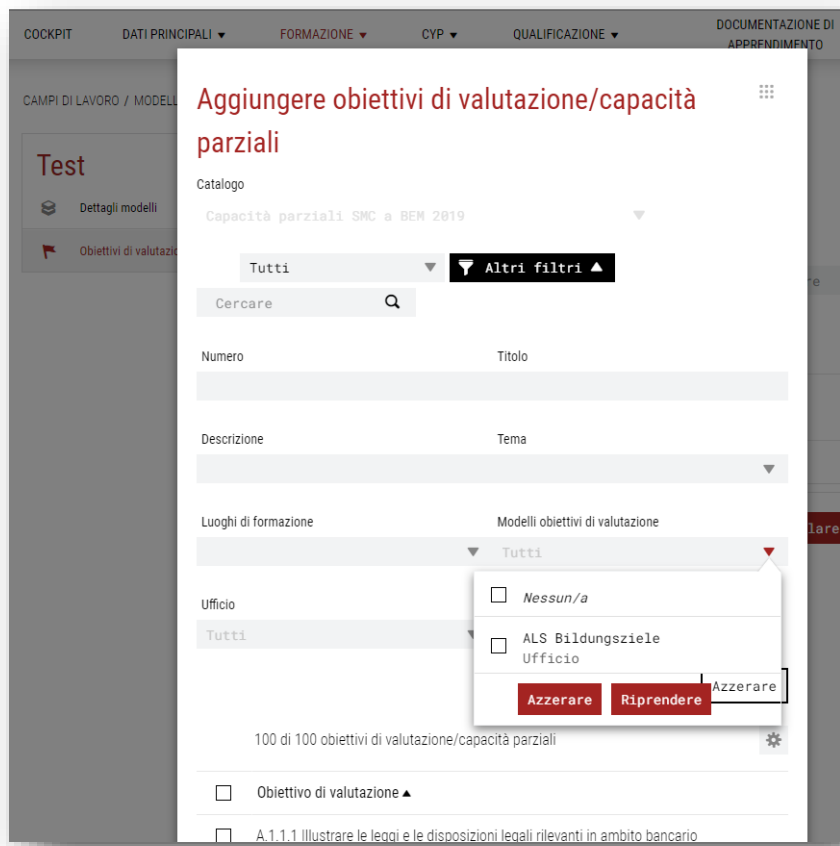 COCKPIT DATI PRINCIPALI ▼ FORMAZIONE ▼ CYP ▼ QUALIFICAZIONE ▼ DOCUMENTAZIONE DI
APPRENDIMENTO
CAMPI DI LAVORO / MODELL
Test
Dettagli modelli
Obiettivi di valutazio
Aggiungere obiettivi di valutazione/capacità
parziali
Catalogo
Capacità parziali SMC a BEM 2019
Tutti
Altri filtri ▲
Cercare
Numero Titolo
Descrizione Tema
Luoghi di formazione Modelli obiettivi di valutazione
Tutti
Nessun/a
Ufficio
Tutti
ALS Bildungsziele
Ufficio
Azzerare Riprendere Azzerare
100 di 100 obiettivi di valutazione/capacità parziali
Obiettivo di valutazione ▲
A.1.1.1 Illustrare le leggi e le disposizioni legali rilevanti in ambito bancario
e
lare